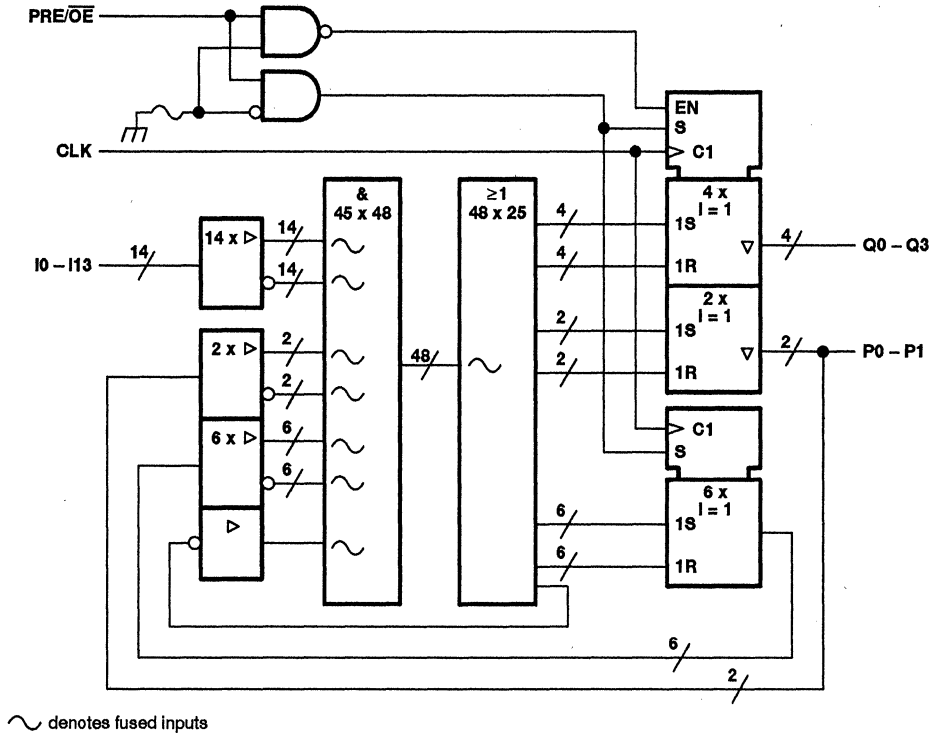 PRE/OE
EN
S
CLK
C1
&
45 x 48
≥1
48 x 25
4 x
I = 1
14 x ▷
14
4
1S
I0 – I13
14
14
4
1R
▽
4
Q0 – Q3
2 x ▷
2
2
48
2
2
1S
1R
2 x
I = 1
▽
2
P0 – P1
6 x ▷
6
6
C1
S
▷
6
6
1S
1R
6 x
I = 1
6
2
denotes fused inputs